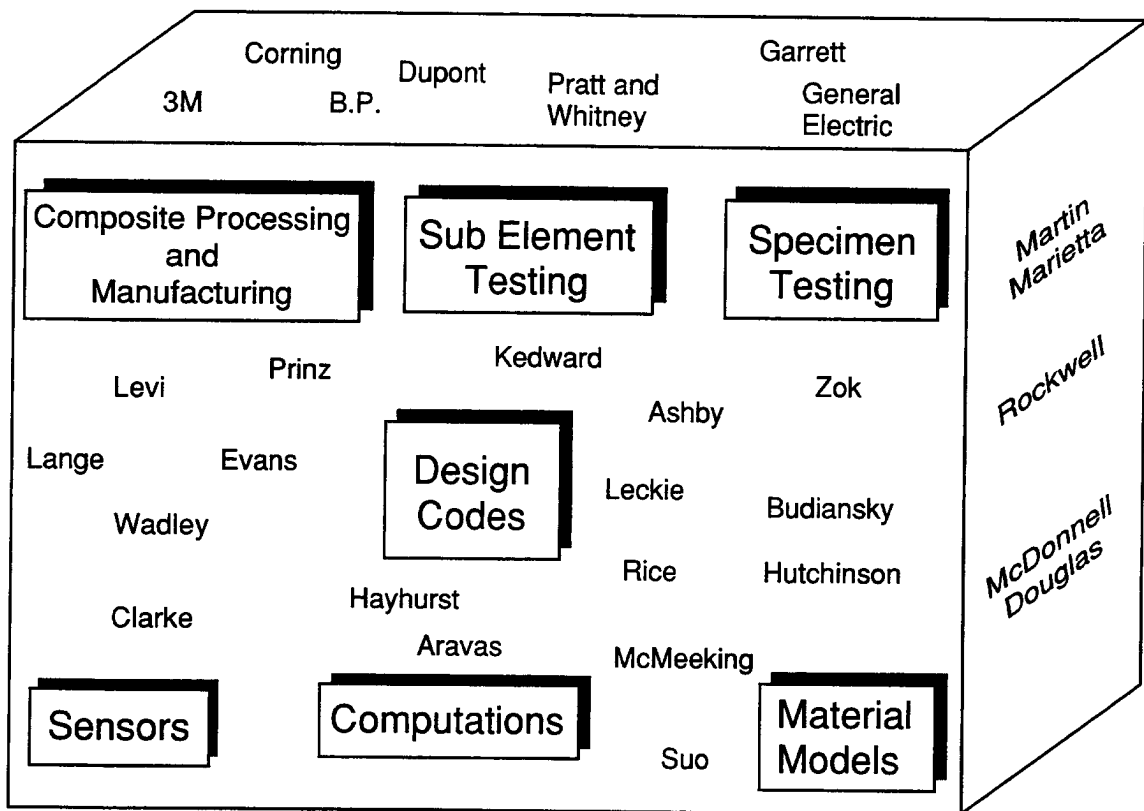 Corning
Dupont
Garrett
3M
B.P.
Pratt and
Whitney
General
Electric
Composite Processing
and
Manufacturing
Sub Element
Testing
Specimen
Testing
Martin
Marietta
Rockwell
McDonnell
Douglas
Levi
Prinz
Kedward
Ashby
Zok
Lange
Evans
Design
Codes
Leckie
Budiansky
Wadley
Rice
Hutchinson
Clarke
Hayhurst
Aravas
McMeeking
Sensors
Computations
Suo
Material
Models